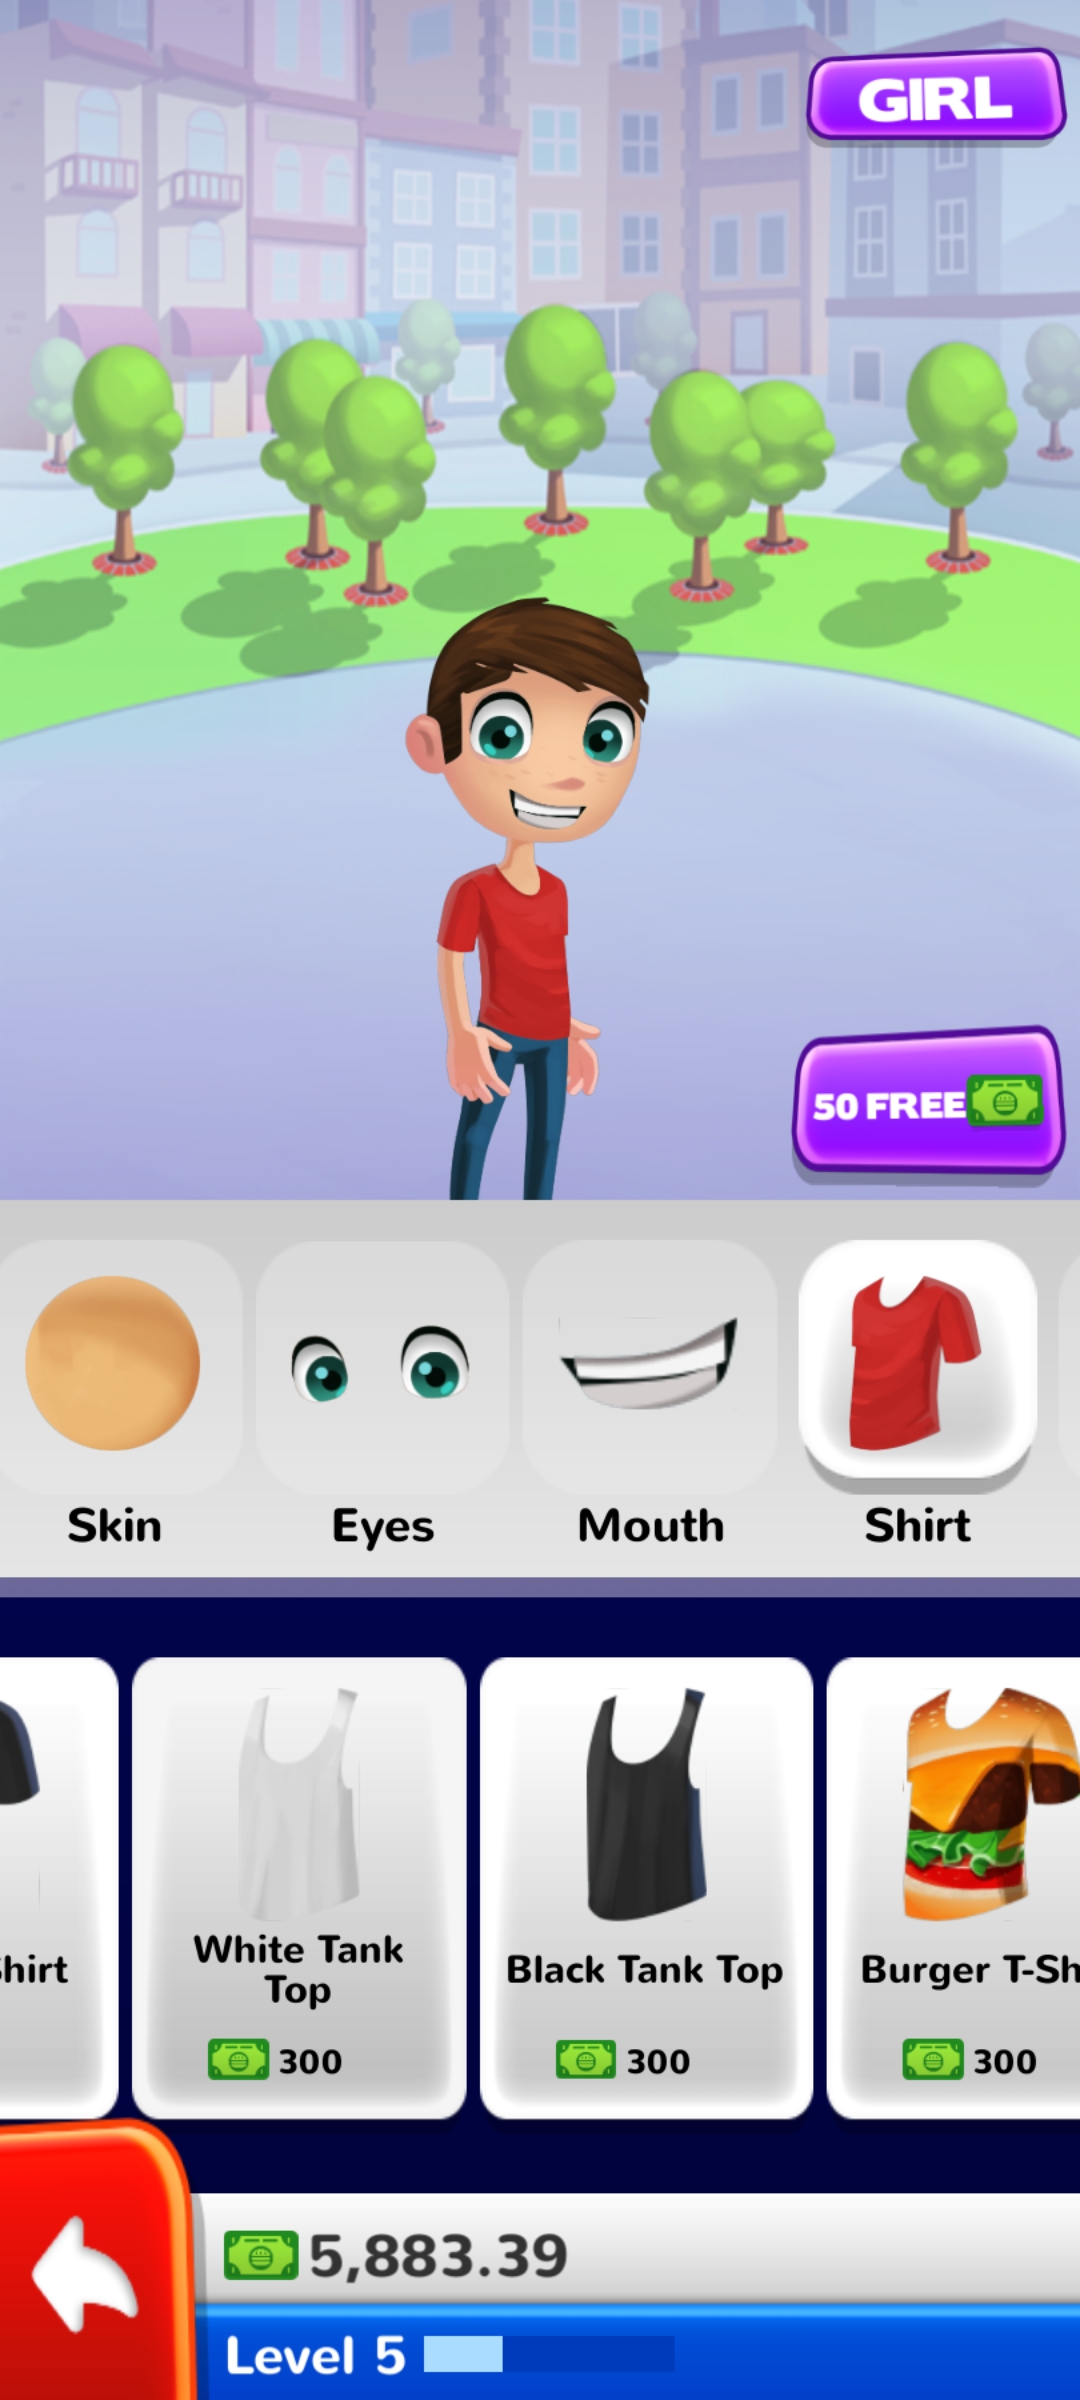 GIRL
50 FREE
Skin
Eyes
Mouth
Shirt
White Tank
Top
Black Tank Top
Burger T-Sh
300
300
300
5,883.39
Level 5